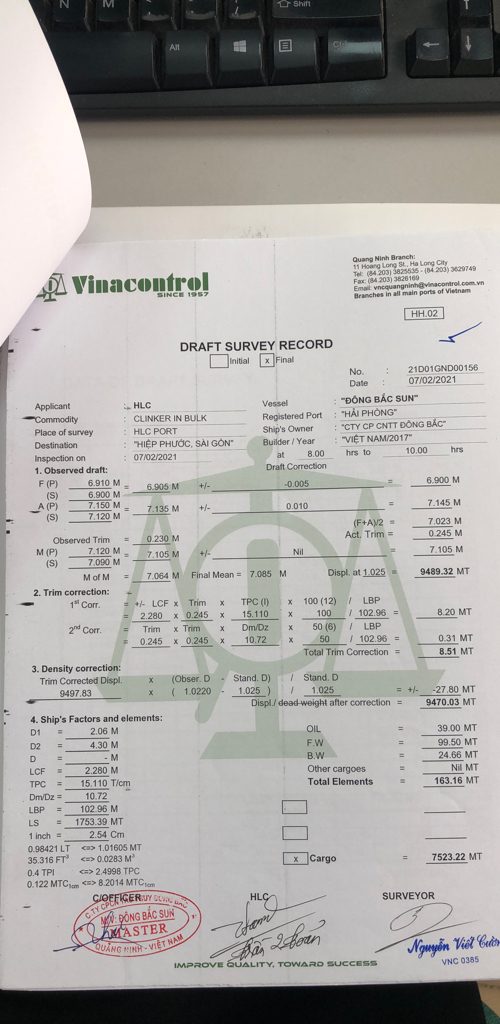 N M
Shift
Alt
Vinacontrol
SINCE 1957
Quang Ninh Branch:
11 Hoang Long St., Ha Long City
Tel: (84.203) 3825535 - (84.203) 3629749
Fax: (84.203) 3826169
Email: vncquangninh@vinacontrol.com.vn
Branches in all main ports of Vietnam
HH.02
DRAFT SURVEY RECORD
Initial x Final
No. : 21D01GND00156
Date : 07/02/2021
Applicant : HLC
Commodity : CLINKER IN BULK
Place of survey : HLC PORT
Destination : "HIỆP PHƯỚC, SÀI GÒN"
Inspection on : 07/02/2021
Vessel : "ĐÔNG BẮC SUN"
Registered Port : "HẢI PHÒNG"
Ship's Owner : "CTY CP CNTT ĐÔNG BẮC"
Builder / Year : "VIỆT NAM/2017"
at 8.00 hrs to 10.00 hrs
1. Observed draft: Draft Correction
F (P) 6.910 M = 6.905 M +/- -0.005 = 6.900 M
(S) 6.900 M
A (P) 7.150 M = 7.135 M +/- 0.010 = 7.145 M
(S) 7.120 M
(F+A)/2 = 7.023 M
Observed Trim = 0.230 M Act. Trim = 0.245 M
M (P) 7.120 M = 7.105 M +/- Nil = 7.105 M
(S) 7.090 M
M of M = 7.064 M Final Mean = 7.085 M Displ. at 1.025 = 9489.32 MT
2. Trim correction:
1st Corr. = +/- LCF x Trim x TPC (I) x 100 (12) / LBP
= 2.280 x 0.245 x 15.110 x 100 / 102.96 = 8.20 MT
2nd Corr. = Trim x Trim x Dm/Dz x 50 (6) / LBP
= 0.245 x 0.245 x 10.72 x 50 / 102.96 = 0.31 MT
Total Trim Correction = 8.51 MT
3. Density correction:
Trim Corrected Displ. x (Obser. D - Stand. D) / Stand. D
9497.83 x ( 1.0220 - 1.025 ) / 1.025 = +/- -27.80 MT
Displ./ dead weight after correction = 9470.03 MT
4. Ship's Factors and elements:
D1 = 2.06 M
D2 = 4.30 M
D = - M
LCF = 2.280 M
TPC = 15.110 T/cm
Dm/Dz = 10.72
LBP = 102.96 M
LS = 1753.39 MT
1 inch = 2.54 Cm
0.98421 LT <=> 1.01605 MT
35.316 FT3 <=> 0.0283 M3
0.4 TPI <=> 2.4998 TPC
0.122 MTC1cm <=> 8.2014 MTC1cm
OIL = 39.00 MT
F.W = 99.50 MT
B.W = 24.66 MT
Other cargoes = Nil MT
Total Elements = 163.16 MT
x Cargo = 7523.22 MT
C/OFFICER HLC SURVEYOR
M/V: ĐÔNG BẮC SUN
MASTER
QUẢNG NINH - VIỆT NAM
Nguyễn Viết Cườn
VNC 0385
IMPROVE QUALITY, TOWARD SUCCESS